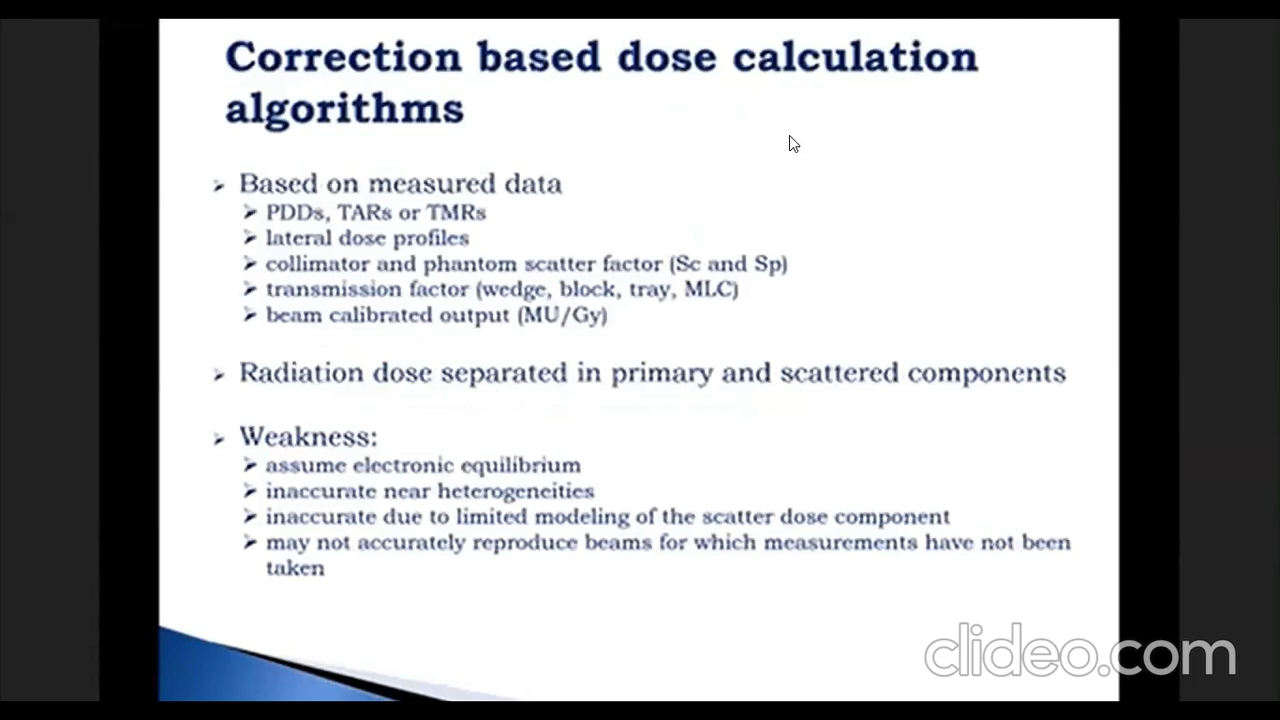 Correction based dose calculation
algorithms
Based on measured data
PDDs, TARs or TMRs
lateral dose profiles
collimator and phantom scatter factor (Sc and Sp)
transmission factor (wedge, block, tray, MLC)
beam calibrated output (MU/Gy)
Radiation dose separated in primary and scattered components
Weakness:
assume electronic equilibrium
inaccurate near heterogeneities
inaccurate due to limited modeling of the scatter dose component
may not accurately reproduce beams for which measurements have not been
taken
clideo.com